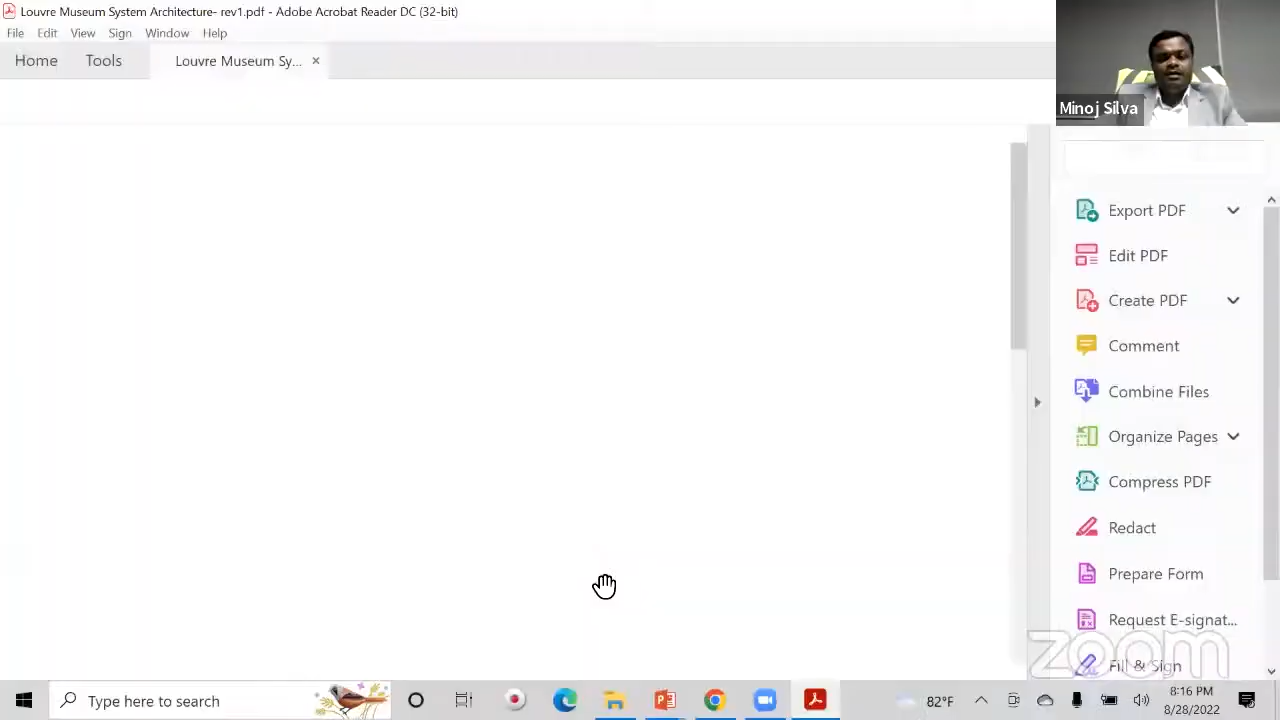 Louvre Museum System Architecture- rev1.pdf - Adobe Acrobat Reader DC (32-bit)
File Edit View Sign Window Help
Home Tools Louvre Museum Sy... ×
Minoj Silva
Export PDF
Edit PDF
Create PDF
Comment
Combine Files
Organize Pages
Compress PDF
Redact
Prepare Form
Request E-signat...
Fill & Sign
zoom
Type here to search
82°F
8:16 PM
8/28/2022